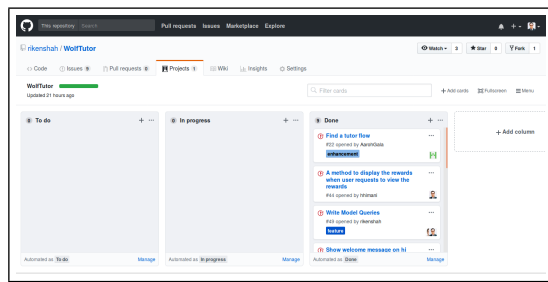 This repository Search
Pull requests Issues Marketplace Explore
rikenshah / WolfTutor
Watch 3 Star 0 Fork 1
Code Issues 9 Pull requests 0 Projects 1 Wiki Insights Settings
WolfTutor
Updated 21 hours ago
Filter cards
+ Add cards Fullscreen Menu
0 To do
0 In progress
9 Done
+ Add column
Find a tutor flow
#22 opened by AarohGala
enhancement
A method to display the rewards
when user requests to view the
rewards
#44 opened by hhimani
Write Model Queries
#49 opened by rikenshah
feature
Show welcome message on hi
Automated as To do Manage
Automated as In progress Manage
Automated as Done Manage